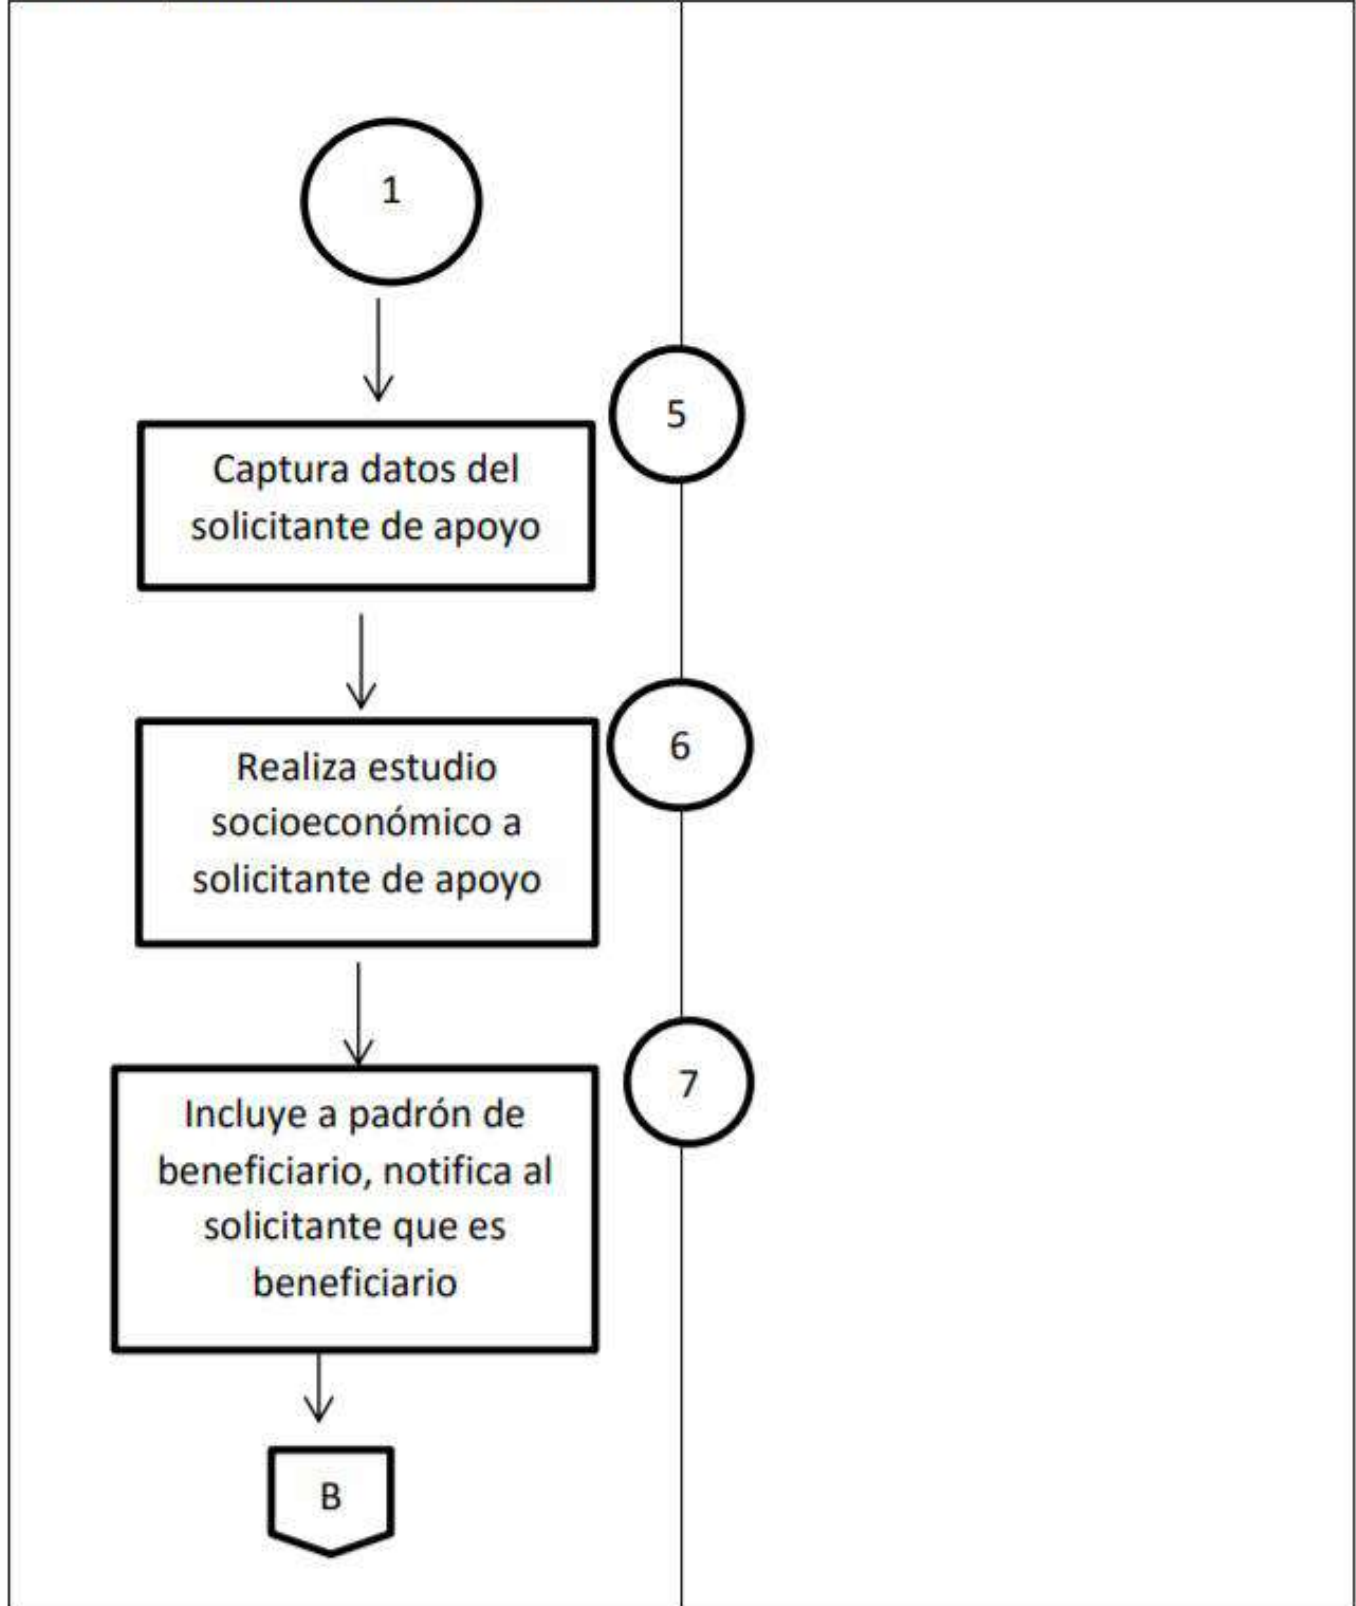 1
5
Captura datos del
solicitante de apoyo
6
Realiza estudio
socioeconómico a
solicitante de apoyo
7
Incluye a padrón de
beneficiario, notifica al
solicitante que es
beneficiario
B